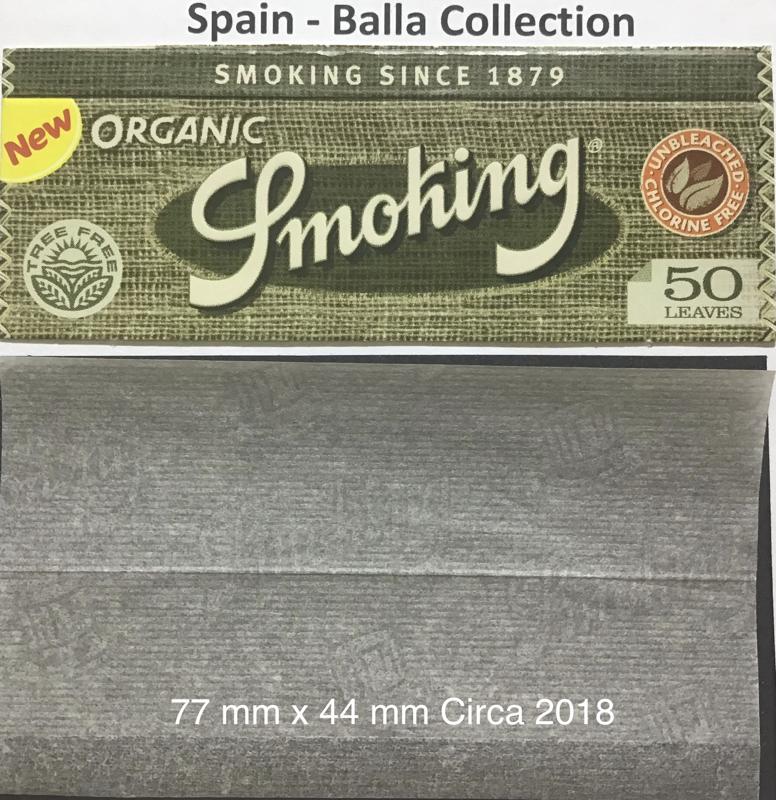 Spain - Balla Collection
SMOKING SINCE 1879
New
ORGANIC
Smoking®
UNBLEACHED
CHLORINE FREE
TREE FREE
50
LEAVES
77 mm x 44 mm Circa 2018